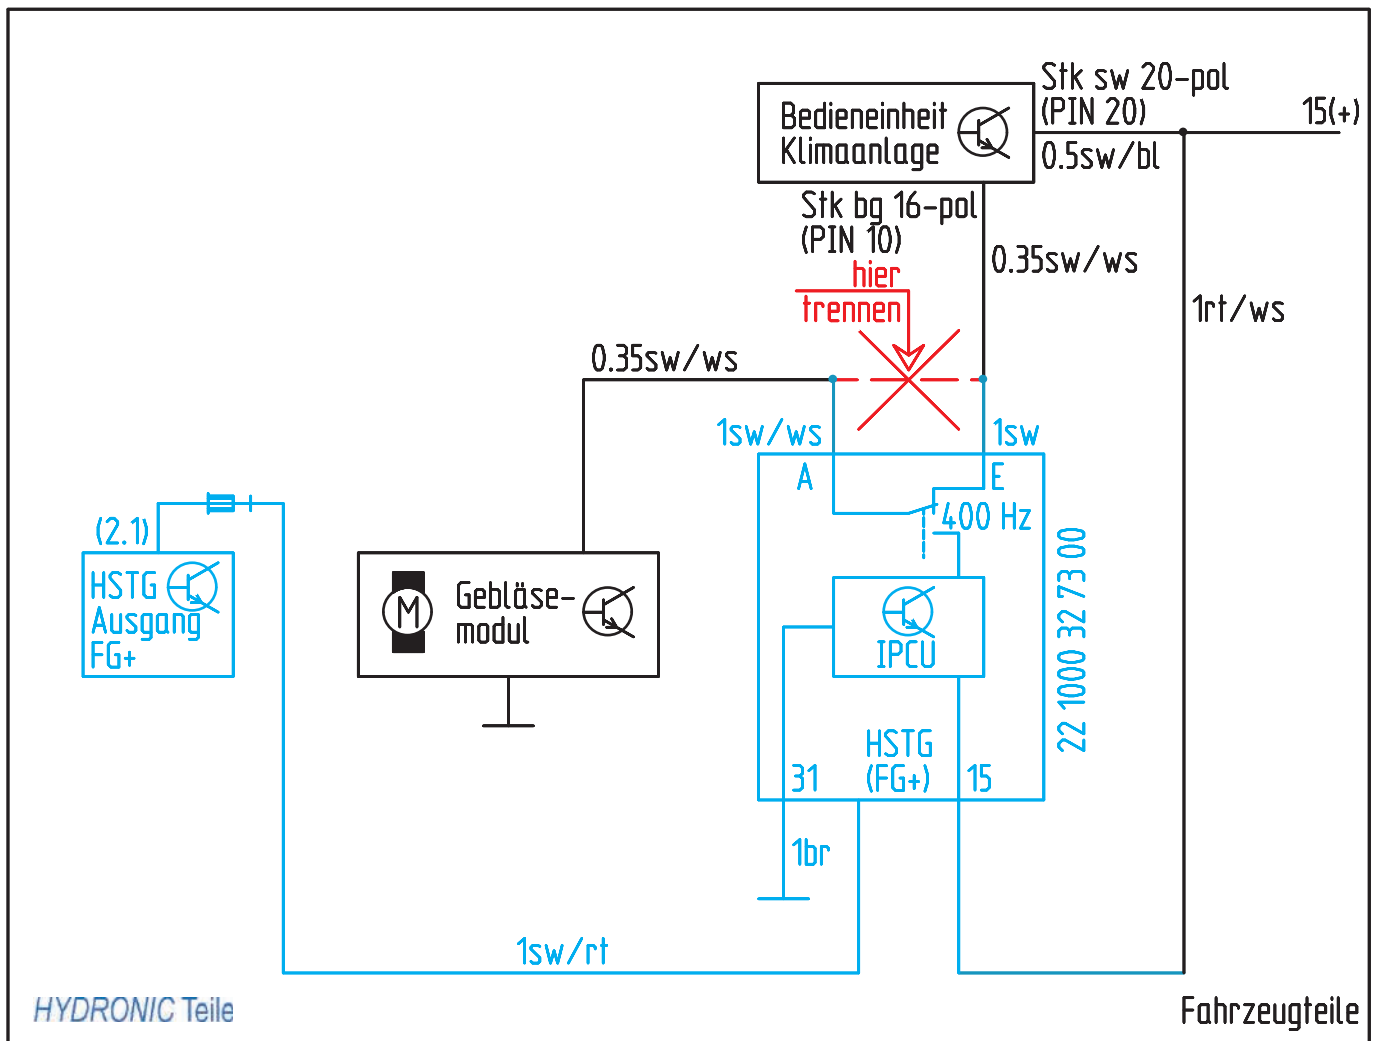 Stk sw 20-pol
(PIN 20)
15(+)
Bedieneinheit
Klimaanlage
0.5sw/bl
Stk bg 16-pol
(PIN 10)
0.35sw/ws
hier
trennen
1rt/ws
0.35sw/ws
1sw/ws
1sw
A
E
400 Hz
(2.1)
HSTG
Ausgang
FG+
M
Gebläse-
modul
IPCU
22 1000 32 73 00
HSTG
(FG+)
31
15
1br
1sw/rt
HYDRONIC Teile
Fahrzeugteile